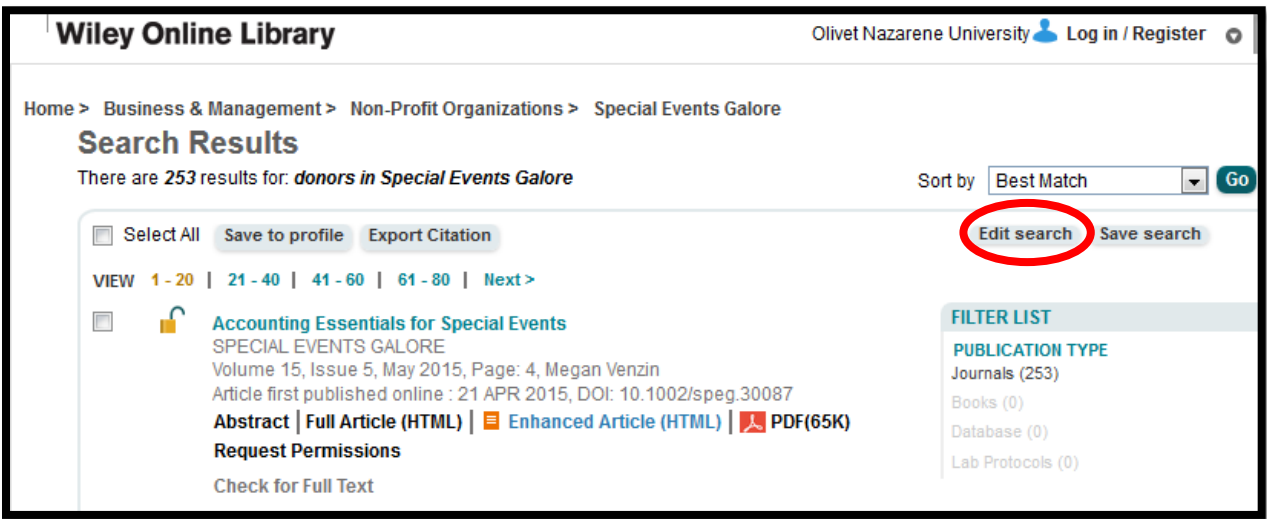 Wiley Online Library
Olivet Nazarene University Log in / Register
Home > Business & Management > Non-Profit Organizations > Special Events Galore
Search Results
There are 253 results for: donors in Special Events Galore
Sort by Best Match Go
Select All Save to profile Export Citation
Edit search Save search
VIEW 1 - 20 | 21 - 40 | 41 - 60 | 61 - 80 | Next >
Accounting Essentials for Special Events
SPECIAL EVENTS GALORE
Volume 15, Issue 5, May 2015, Page: 4, Megan Venzin
Article first published online : 21 APR 2015, DOI: 10.1002/speg.30087
Abstract | Full Article (HTML) | Enhanced Article (HTML) | PDF(65K)
Request Permissions
Check for Full Text
FILTER LIST
PUBLICATION TYPE
Journals (253)
Books (0)
Database (0)
Lab Protocols (0)